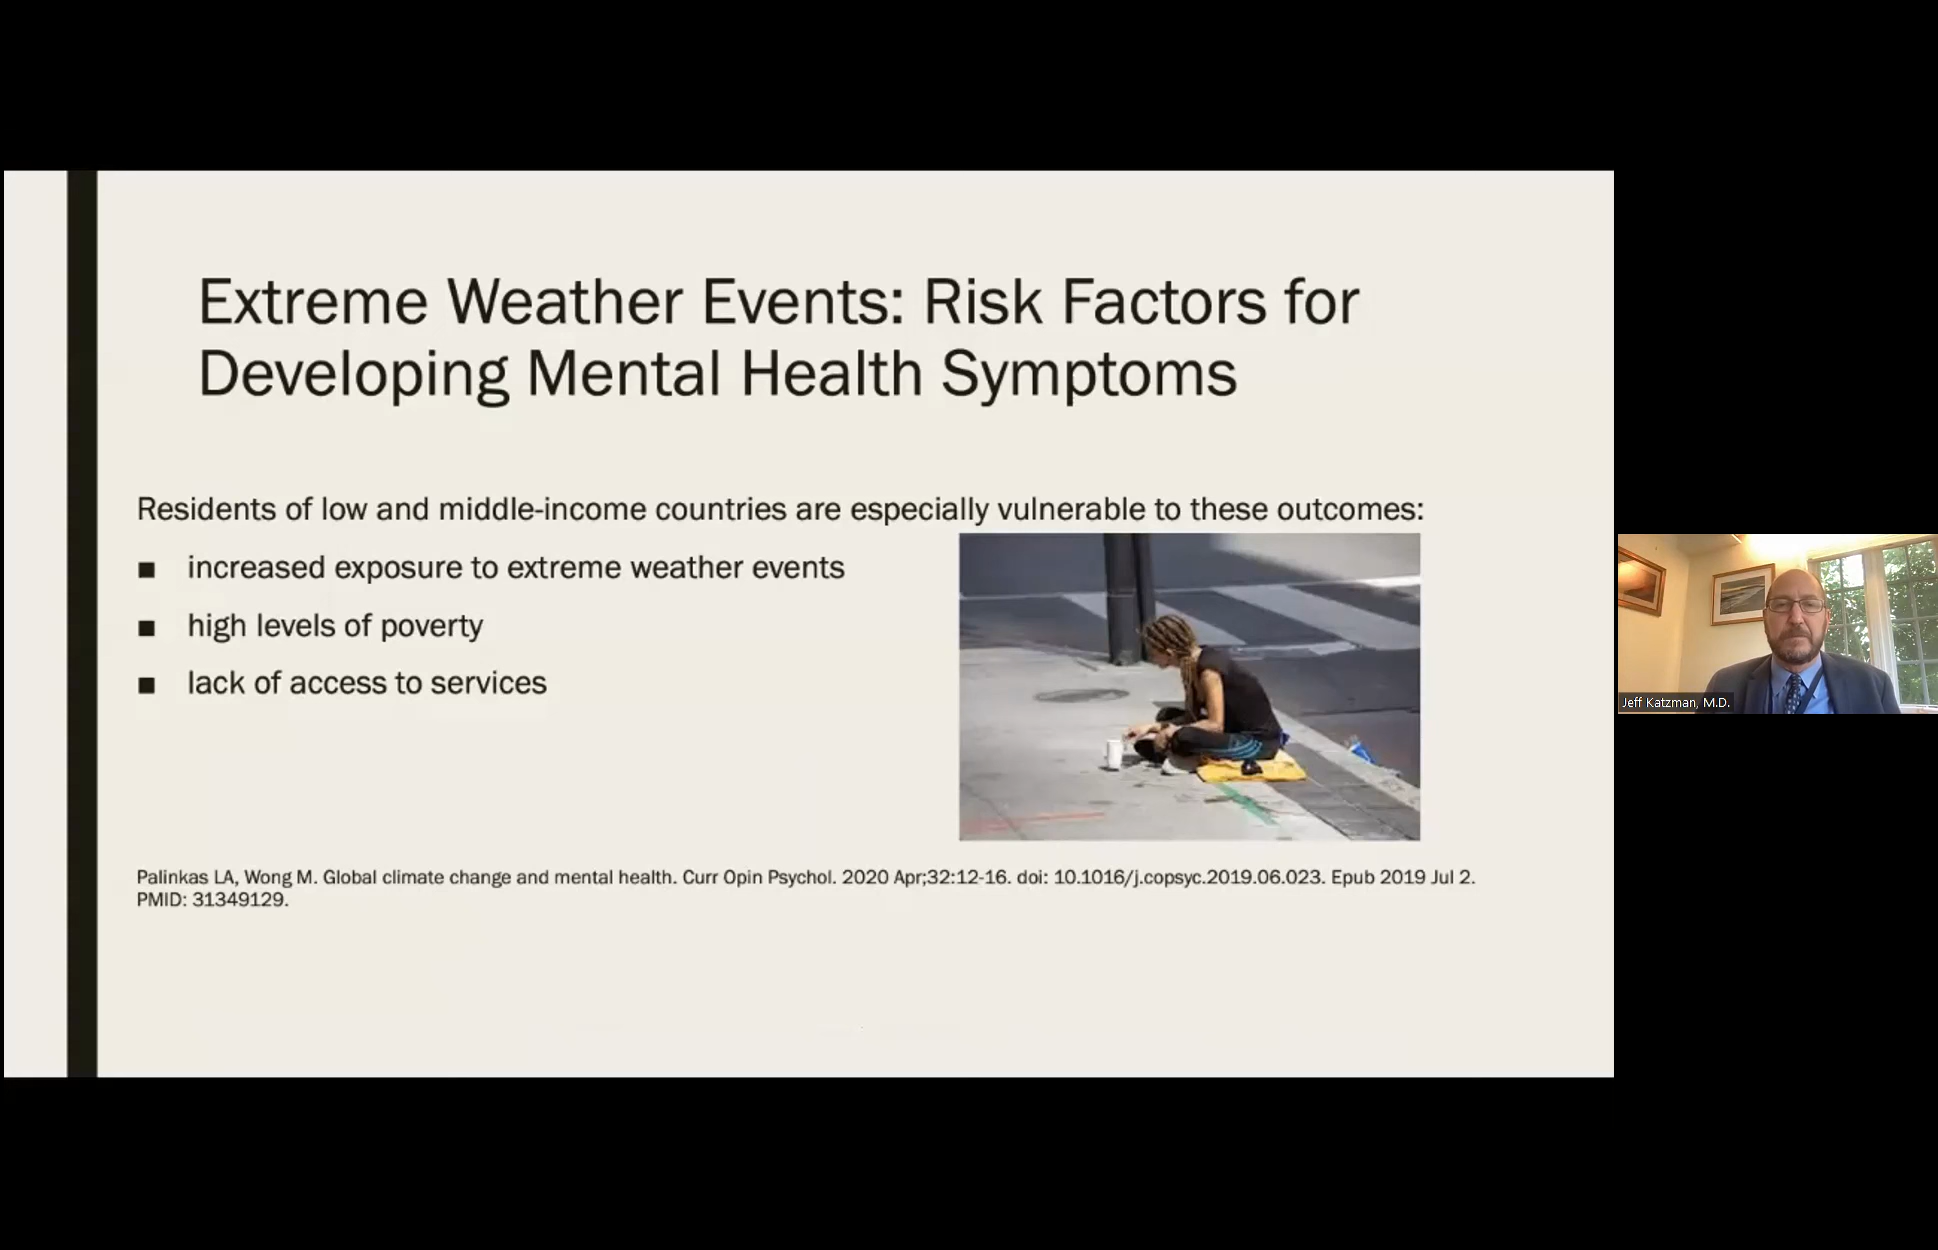 Extreme Weather Events: Risk Factors for
Developing Mental Health Symptoms
Residents of low and middle-income countries are especially vulnerable to these outcomes:
■ increased exposure to extreme weather events
■ high levels of poverty
■ lack of access to services
Palinkas LA, Wong M. Global climate change and mental health. Curr Opin Psychol. 2020 Apr;32:12-16. doi: 10.1016/j.copsyc.2019.06.023. Epub 2019 Jul 2.
PMID: 31349129.
Jeff Katzman, M.D.